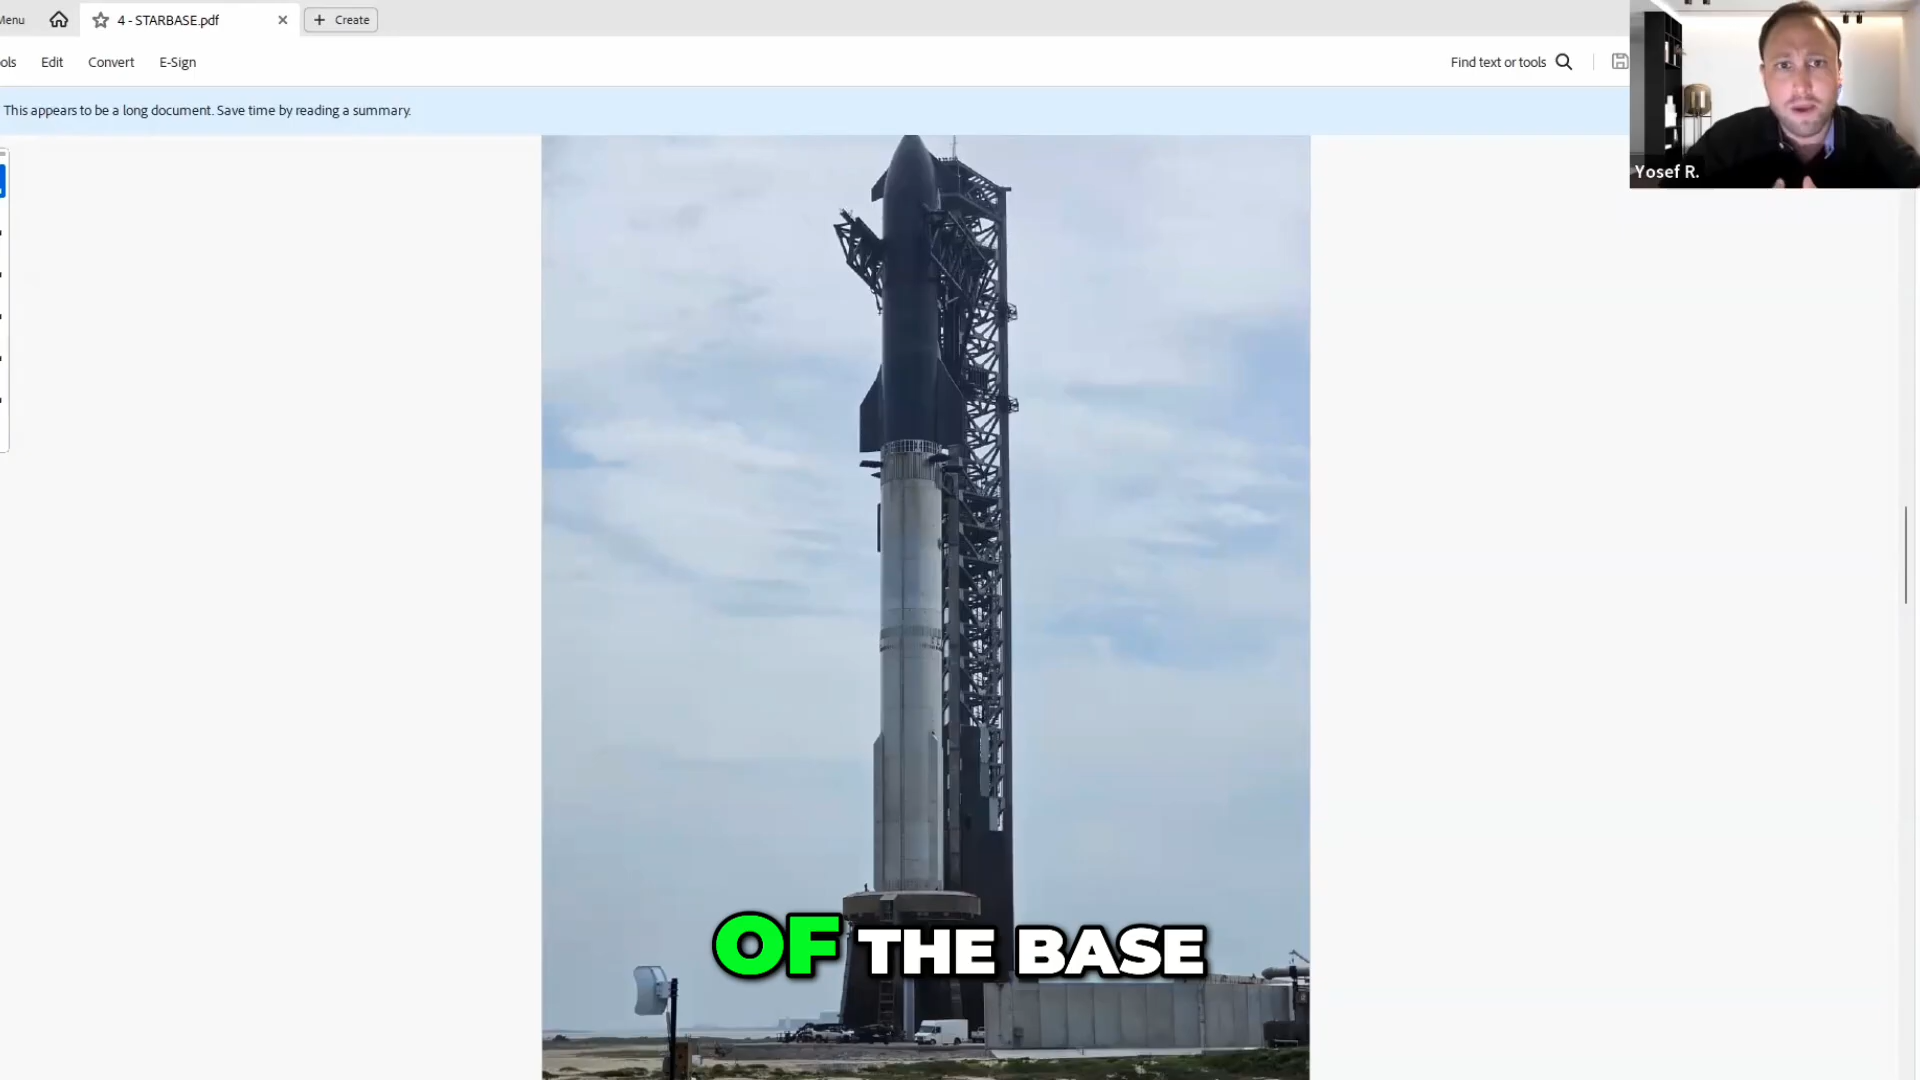 Menu
4 - STARBASE.pdf
Create
ols
Edit
Convert
E-Sign
Find text or tools
This appears to be a long document. Save time by reading a summary.
Yosef R.
OF THE BASE